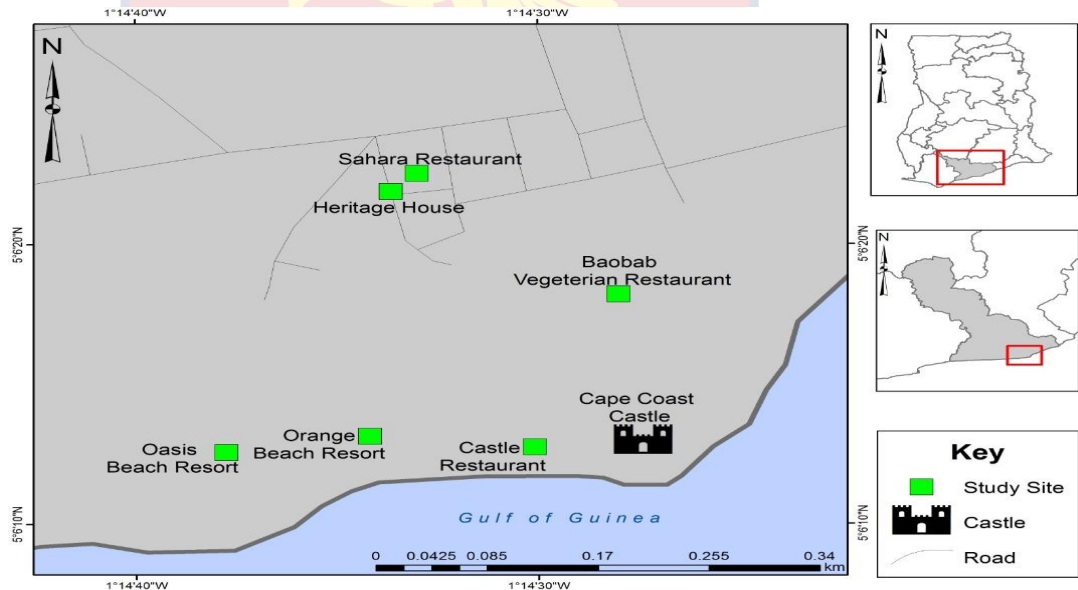 1°14'40"W
1°14'30"W
N
Sahara Restaurant
Heritage House
Baobab
Vegeterian Restaurant
Cape Coast
Castle
Oasis
Beach Resort
Orange
Beach Resort
Castle
Restaurant
Gulf of Guinea
0 0.0425 0.085 0.17 0.255 0.34
km
5°6'20"N
5°6'10"N
5°6'20"N
5°6'10"N
1°14'40"W
1°14'30"W
N
N
Key
Study Site
Castle
Road